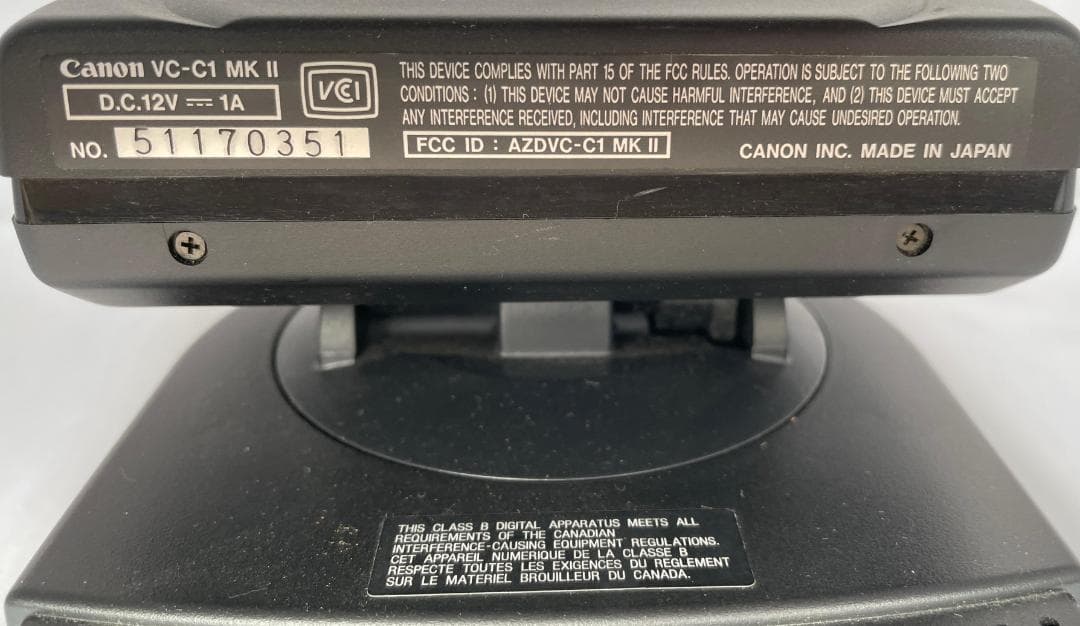 Canon VC-C1 MK II
D.C.12V ⎓ 1A
NO. 51170351
VCI
THIS DEVICE COMPLIES WITH PART 15 OF THE FCC RULES. OPERATION IS SUBJECT TO THE FOLLOWING TWO
CONDITIONS : (1) THIS DEVICE MAY NOT CAUSE HARMFUL INTERFERENCE, AND (2) THIS DEVICE MUST ACCEPT
ANY INTERFERENCE RECEIVED, INCLUDING INTERFERENCE THAT MAY CAUSE UNDESIRED OPERATION.
FCC ID : AZDVC-C1 MK II
CANON INC. MADE IN JAPAN
THIS CLASS B DIGITAL APPARATUS MEETS ALL
REQUIREMENTS OF THE CANADIAN
INTERFERENCE-CAUSING EQUIPMENT REGULATIONS.
CET APPAREIL NUMERIQUE DE LA CLASSE B
RESPECTE TOUTES LES EXIGENCES DU REGLEMENT
SUR LE MATERIEL BROUILLEUR DU CANADA.